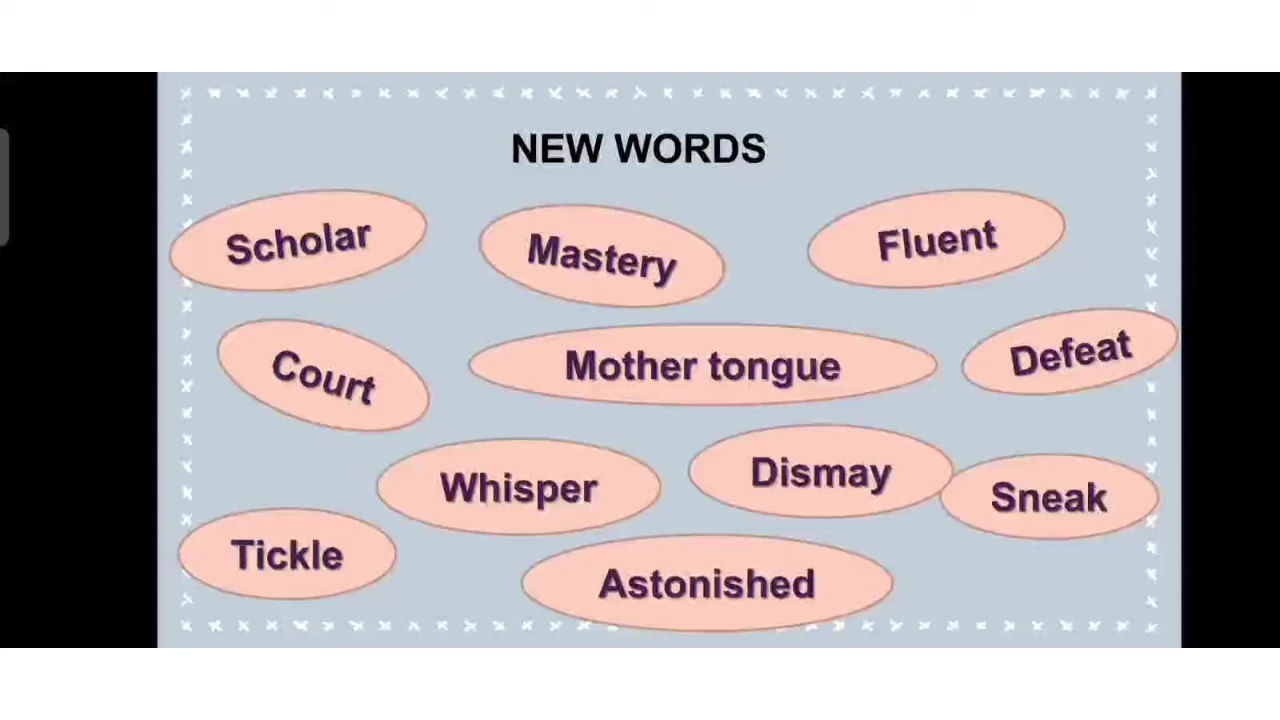 NEW WORDS
Scholar
Mastery
Fluent
Court
Mother tongue
Defeat
Whisper
Dismay
Sneak
Tickle
Astonished